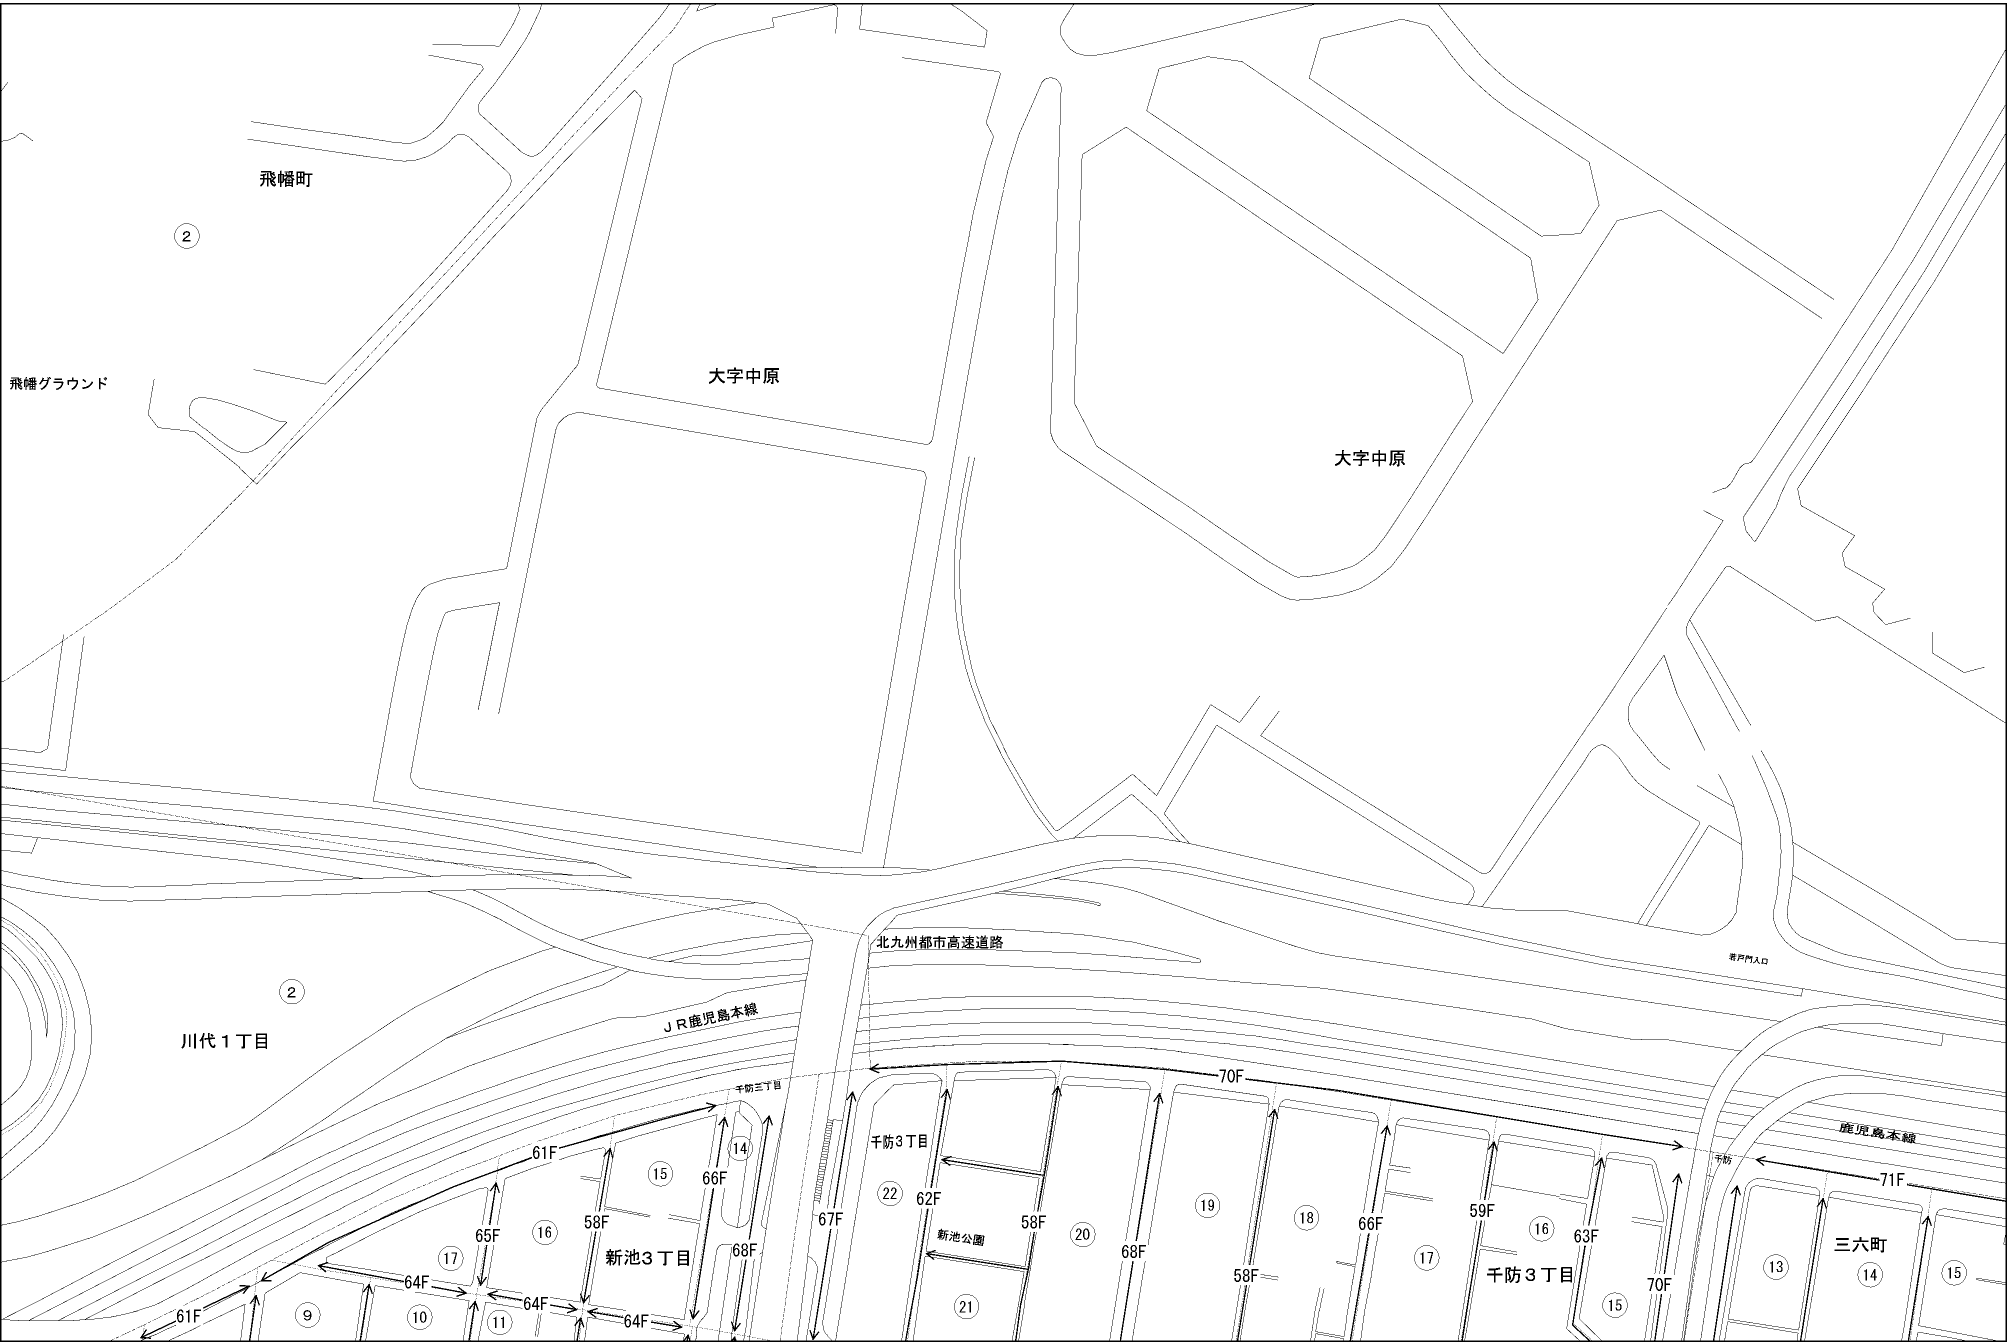 飛幡町
②
飛幡グラウンド
大字中原
大字中原
北九州都市高速道路
若戸門入口
②
川代1丁目
JR鹿児島本線
千防三丁目
70F
鹿児島本線
千防
71F
千防3丁目
61F
⑭
⑮
66F
22
62F
19
18
67F
58F
66F
59F
16
63F
三六町
65F
16
58F
新池公園
20
68F
68F
17
新池3丁目
17
58F
千防3丁目
70F
13
14
15
64F
64F
64F
61F
9
10
11
21
15